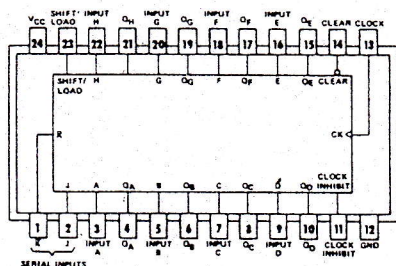 VCC SHIFT/LOAD INPUT H QH INPUT G QG INPUT F QF INPUT E QE CLEAR CLOCK
24 23 22 21 20 19 18 17 16 15 14 13
SHIFT/LOAD H QH G QG F QF E QE CLEAR
R CK
J A QA B QB C QC D QD CLOCK INHIBIT
1 2 3 4 5 6 7 8 9 10 11 12
K J INPUT A QA INPUT B QB INPUT C QC INPUT D QD CLOCK INHIBIT GND
SERIAL INPUTS